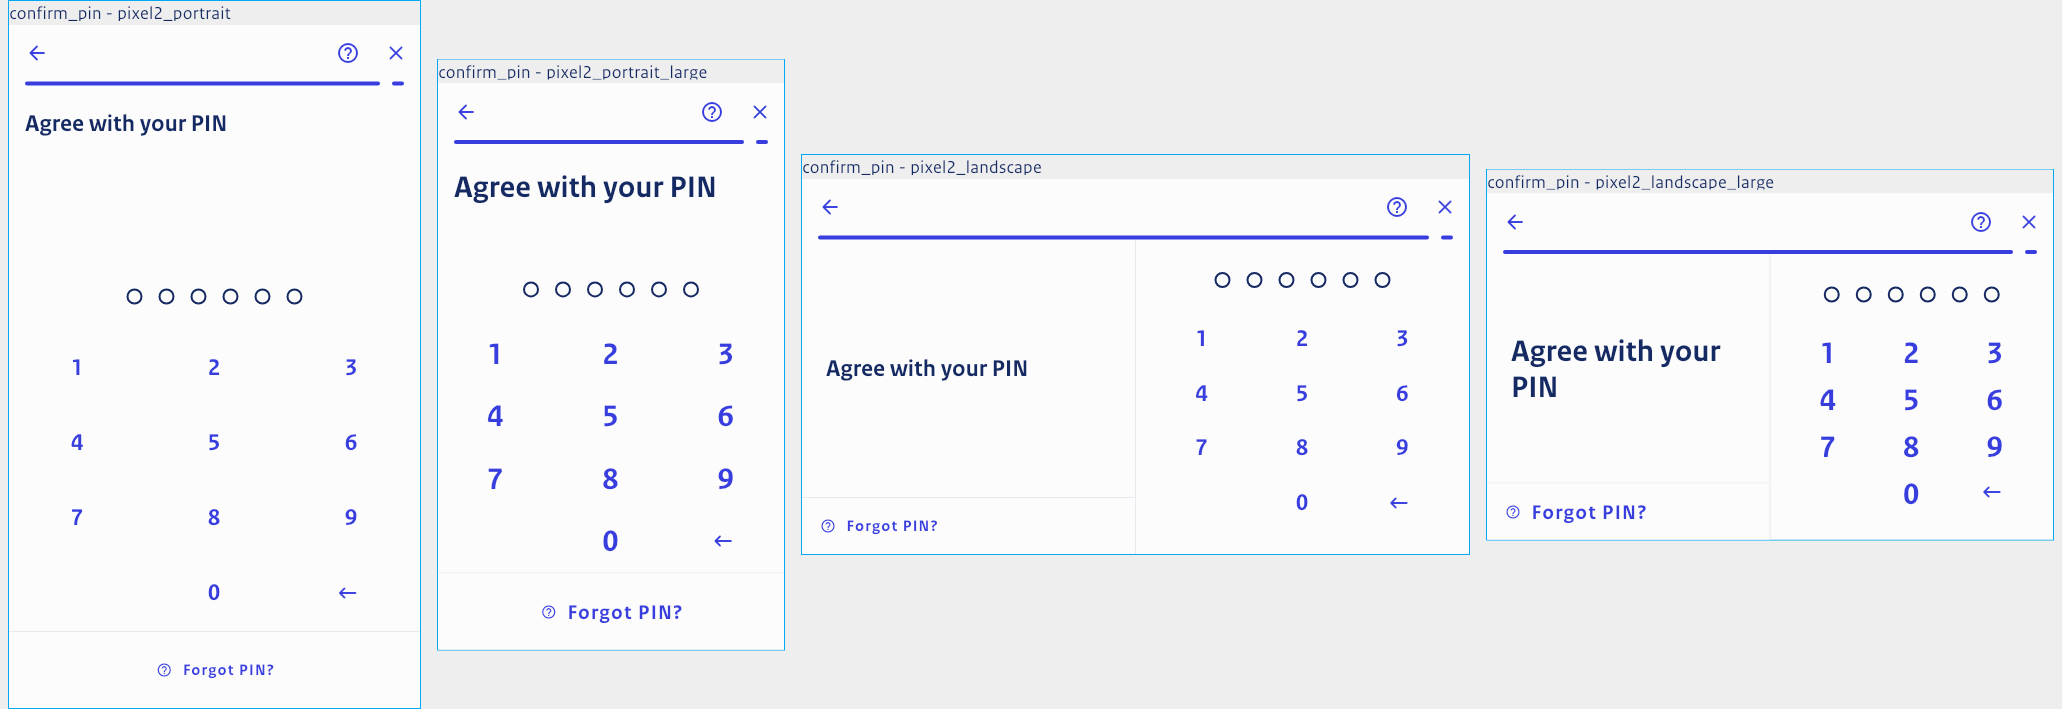 confirm_pin - pixel2_portrait
Agree with your PIN
1 2 3
4 5 6
7 8 9
0
Forgot PIN?
confirm_pin - pixel2_portrait_large
Agree with your PIN
1 2 3
4 5 6
7 8 9
0
Forgot PIN?
confirm_pin - pixel2_landscape
Agree with your PIN
1 2 3
4 5 6
7 8 9
0
Forgot PIN?
confirm_pin - pixel2_landscape_large
Agree with your
PIN
1 2 3
4 5 6
7 8 9
0
Forgot PIN?